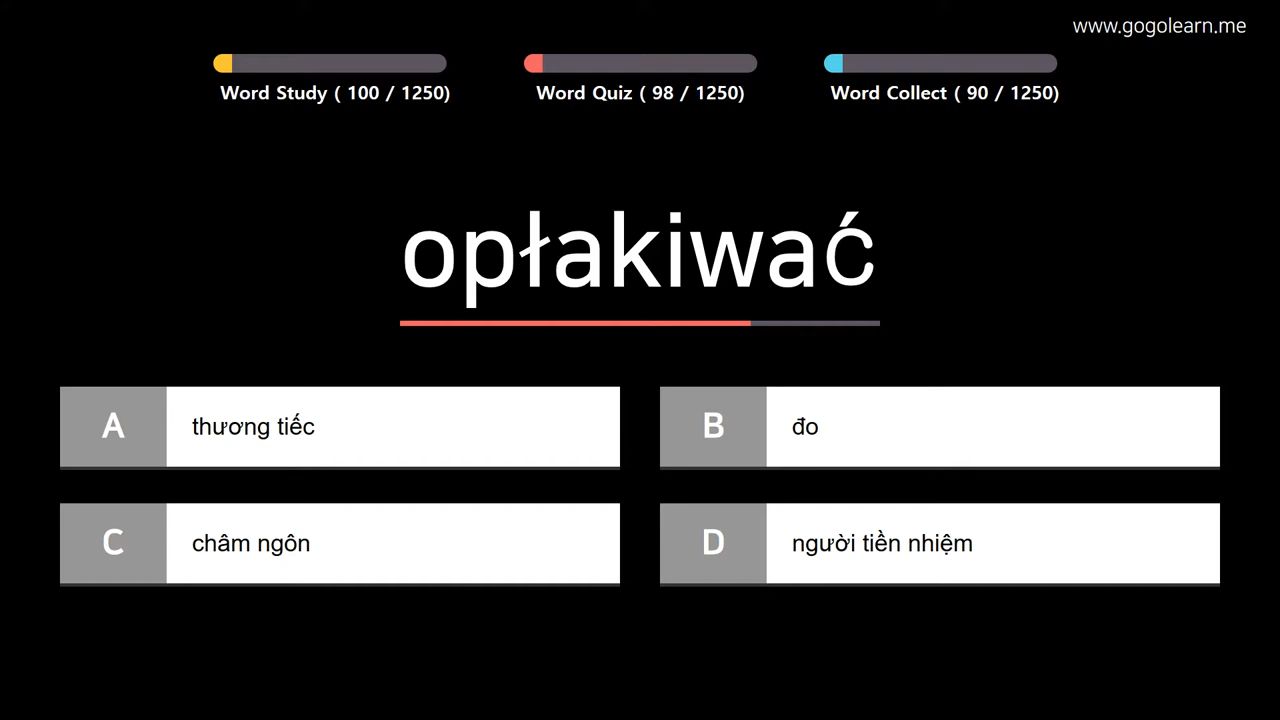 www.gogolearn.me
Word Study ( 100 / 1250)
Word Quiz ( 98 / 1250)
Word Collect ( 90 / 1250)
opłakiwać
A thương tiếc
B đo
C châm ngôn
D người tiền nhiệm